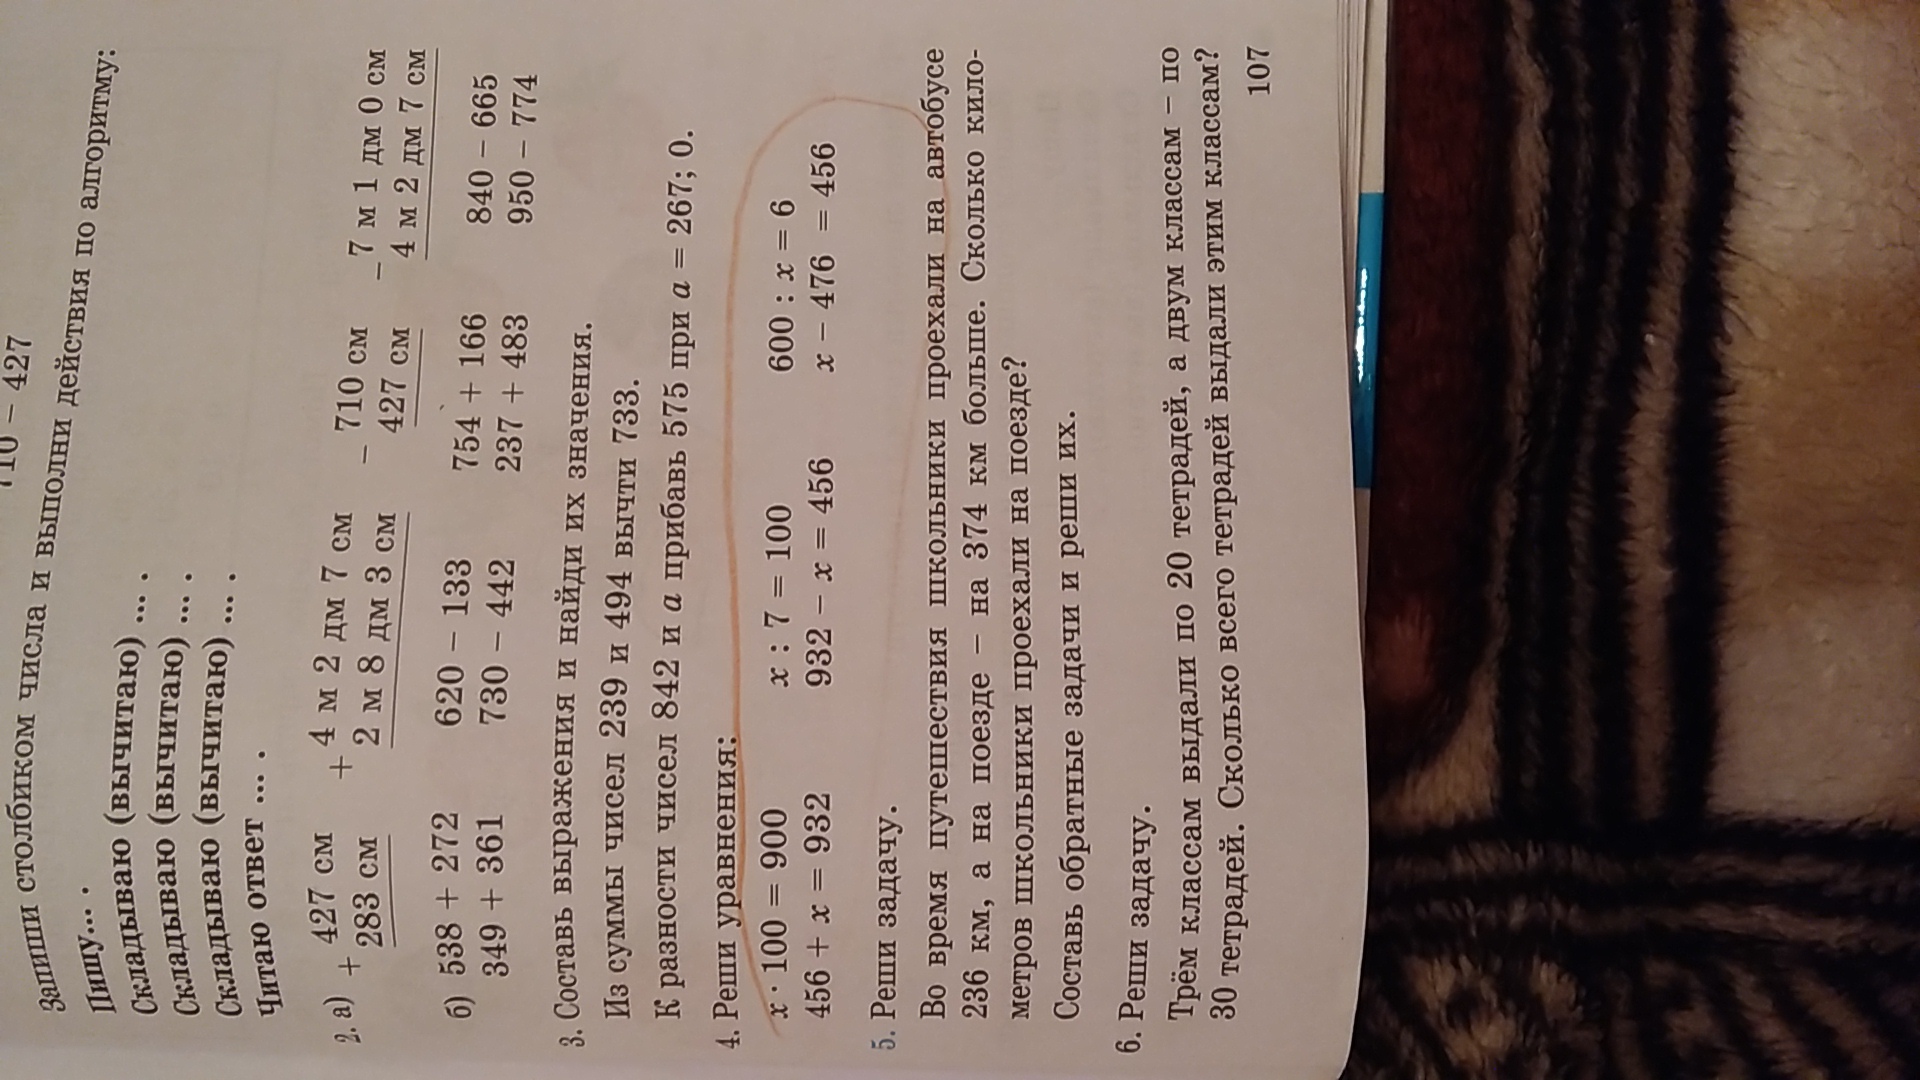 710 − 427
Запиши столбиком числа и выполни действия по алгоритму:
Пишу... .
Складываю (вычитаю) ... .
Складываю (вычитаю) ... .
Складываю (вычитаю) ... .
Читаю ответ ... .
2. а) + 427 см + 4 м 2 дм 7 см − 710 см − 7 м 1 дм 0 см
283 см 2 м 8 дм 3 см 427 см 4 м 2 дм 7 см
б) 538 + 272 620 − 133 754 + 166 840 − 665
349 + 361 730 − 442 237 + 483 950 − 774
3. Составь выражения и найди их значения.
Из суммы чисел 239 и 494 вычти 733.
К разности чисел 842 и a прибавь 575 при a = 267; 0.
4. Реши уравнения:
x · 100 = 900 x : 7 = 100 600 : x = 6
456 + x = 932 932 − x = 456 x − 476 = 456
5. Реши задачу.
Во время путешествия школьники проехали на автобусе
236 км, а на поезде − на 374 км больше. Сколько кило-
метров школьники проехали на поезде?
Составь обратные задачи и реши их.
6. Реши задачу.
Трём классам выдали по 20 тетрадей, а двум классам − по
30 тетрадей. Сколько всего тетрадей выдали этим классам?
107